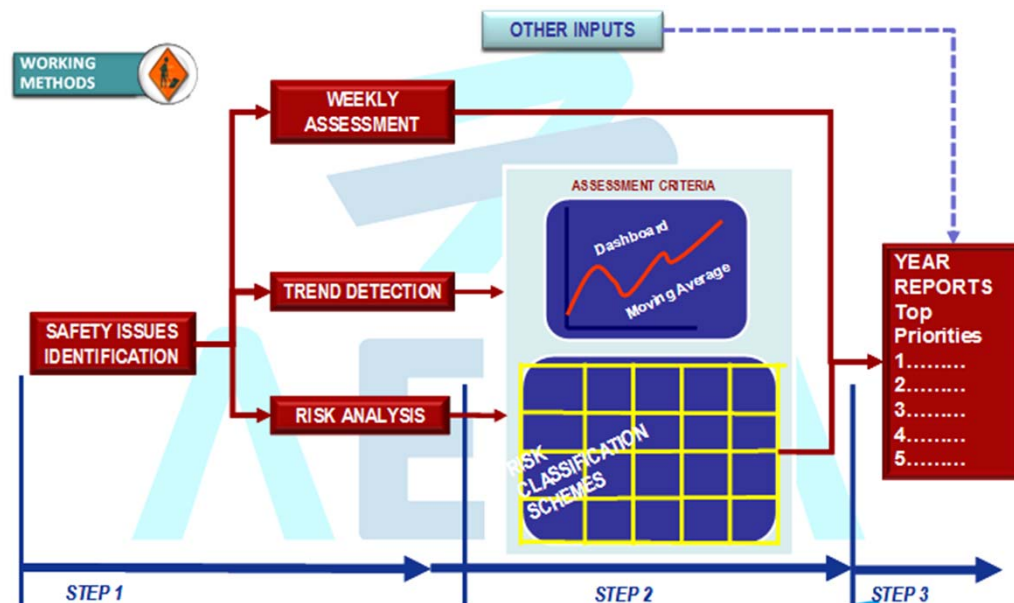 OTHER INPUTS
WORKING
METHODS
WEEKLY
ASSESSMENT
ASSESSMENT CRITERIA
Dashboard
Moving Average
TREND DETECTION
SAFETY ISSUES
IDENTIFICATION
RISK ANALYSIS
RISK
CLASSIFICATION
SCHEMES
YEAR
REPORTS
Top
Priorities
1.........
2.........
3.........
4.........
5.........
STEP 1
STEP 2
STEP 3